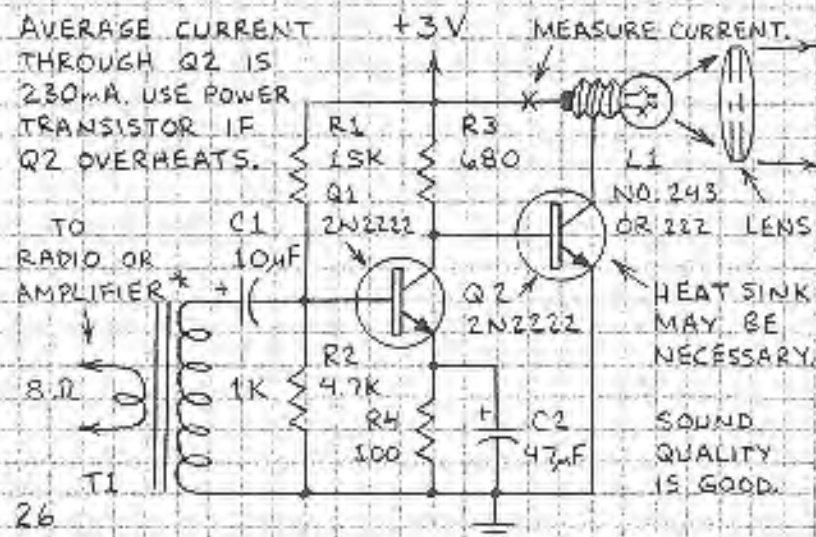 AVERAGE CURRENT
THROUGH Q2 IS
230mA. USE POWER
TRANSISTOR IF
Q2 OVERHEATS.
+3V
MEASURE CURRENT.
R1
15K
R3
680
L1
NO. 243
OR 222
LENS
Q1
2N2222
TO
RADIO OR
AMPLIFIER *
C1
10µF
+
Q2
2N2222
HEAT SINK
MAY BE
NECESSARY.
8Ω
1K
R2
4.7K
R4
100
+
C2
47µF
SOUND
QUALITY
IS GOOD.
T1
26